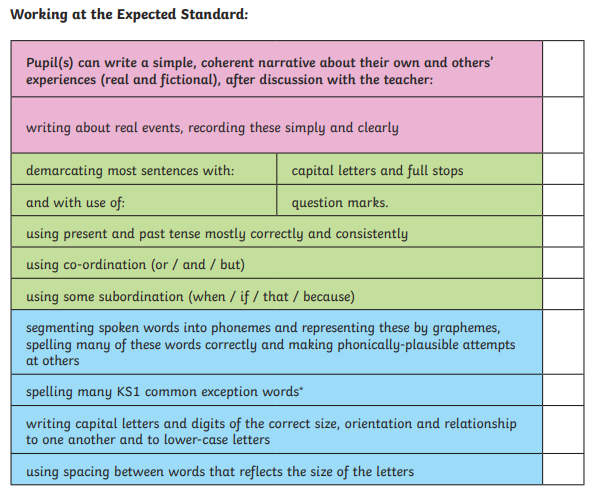 Working at the Expected Standard:
Pupil(s) can write a simple, coherent narrative about their own and others'
experiences (real and fictional), after discussion with the teacher:
writing about real events, recording these simply and clearly
demarcating most sentences with: capital letters and full stops
and with use of: question marks.
using present and past tense mostly correctly and consistently
using co-ordination (or / and / but)
using some subordination (when / if / that / because)
segmenting spoken words into phonemes and representing these by graphemes,
spelling many of these words correctly and making phonically-plausible attempts
at others
spelling many KS1 common exception words*
writing capital letters and digits of the correct size, orientation and relationship
to one another and to lower-case letters
using spacing between words that reflects the size of the letters